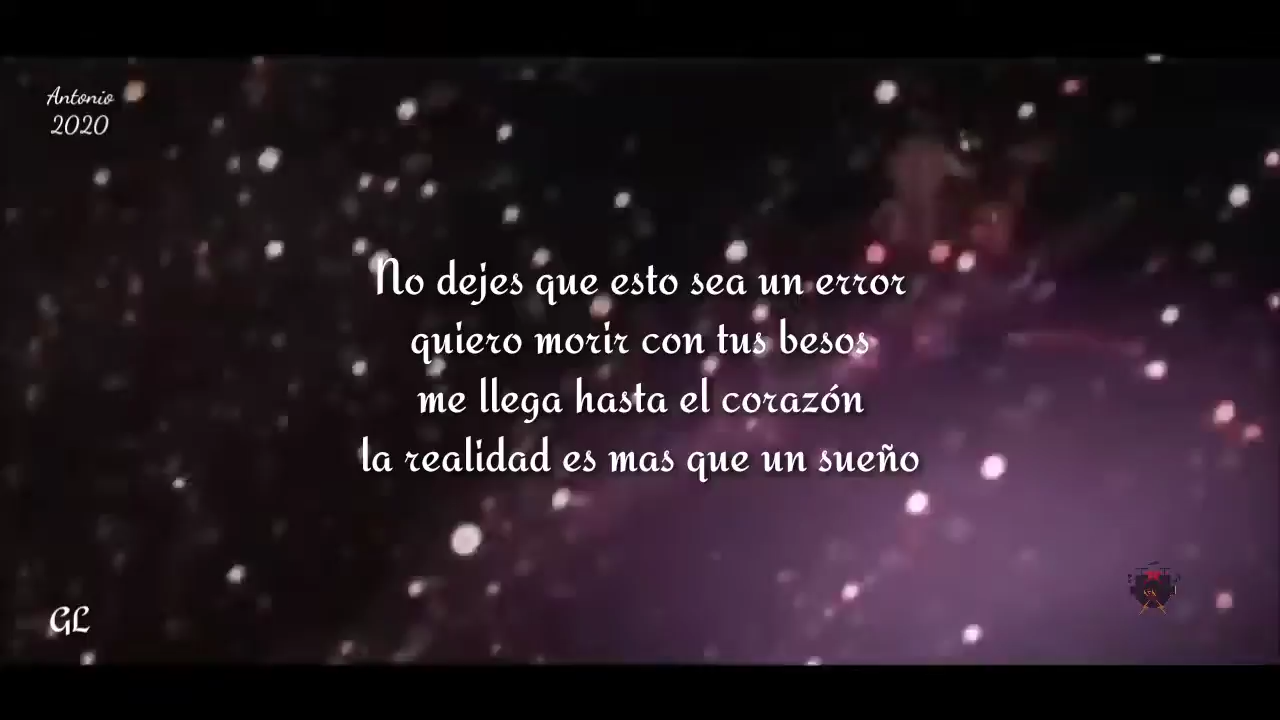 Antonio
2020
No dejes que esto sea un error
quiero morir con tus besos
me llega hasta el corazón
la realidad es mas que un sueño
GL